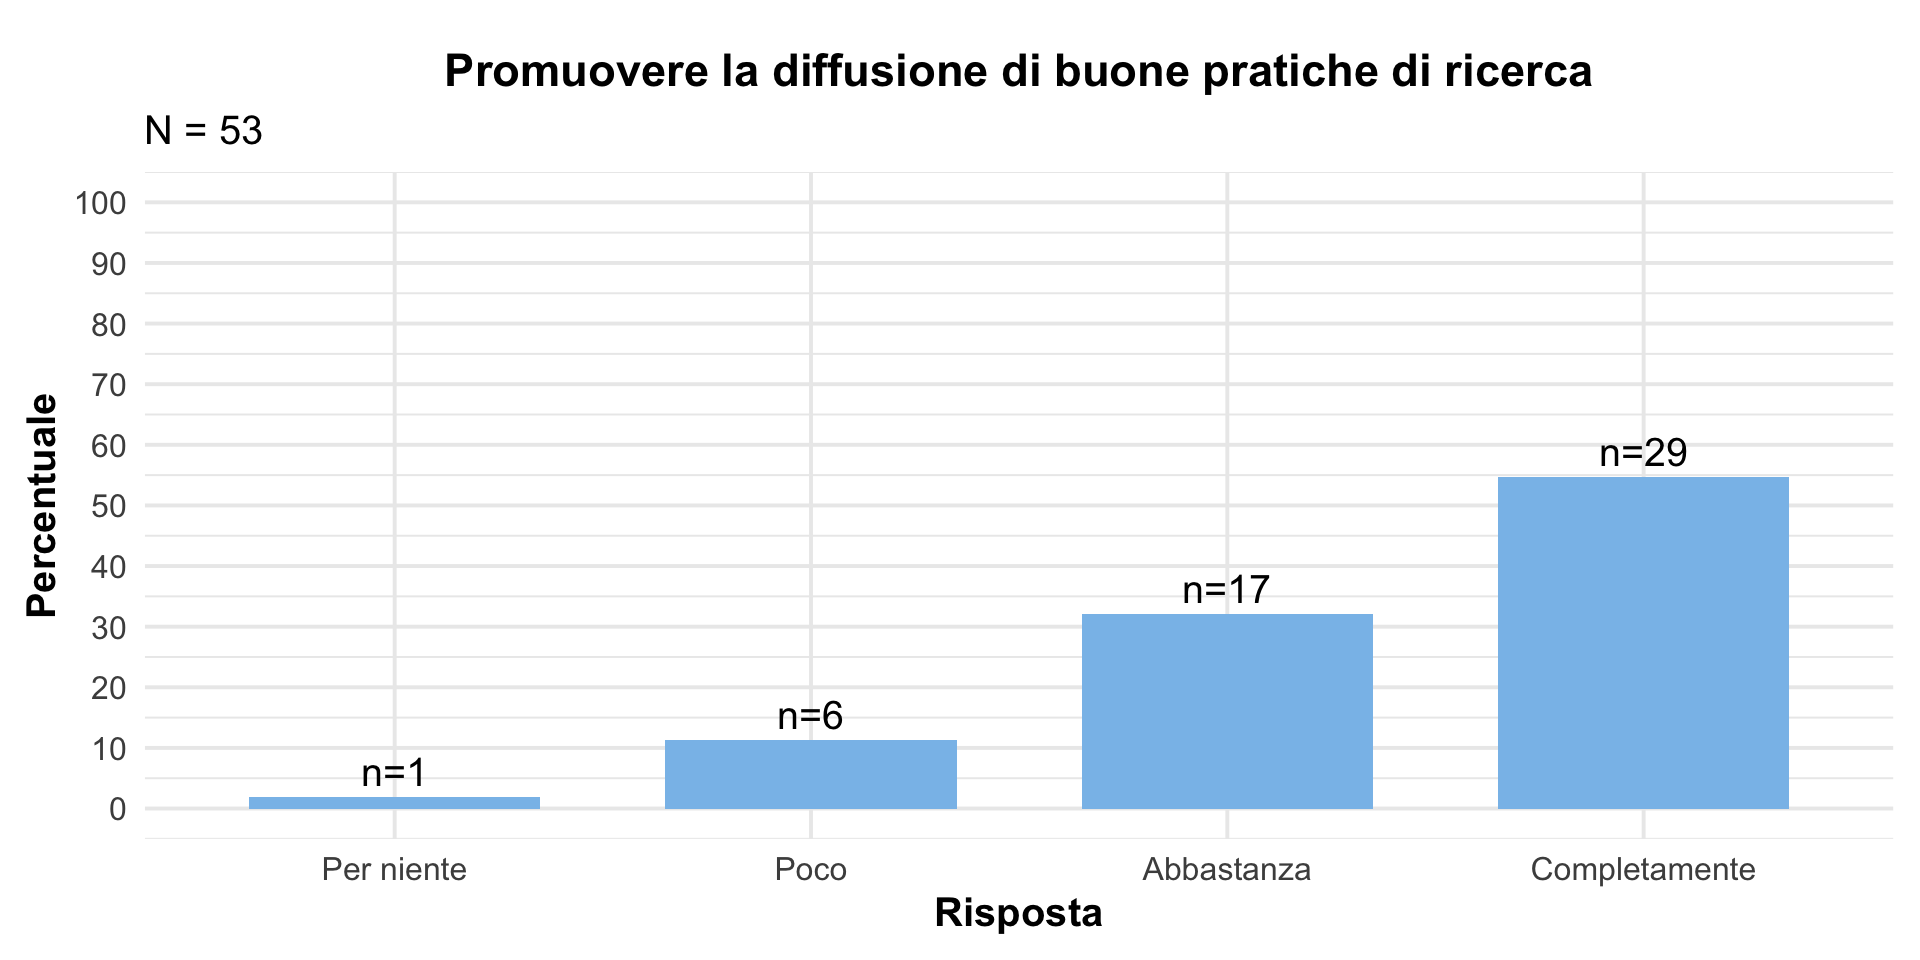 Promuovere la diffusione di buone pratiche di ricerca
N = 53
Percentuale
100
90
80
70
60
50
40
30
20
10
0
n=1
n=6
n=17
n=29
Per niente
Poco
Abbastanza
Completamente
Risposta